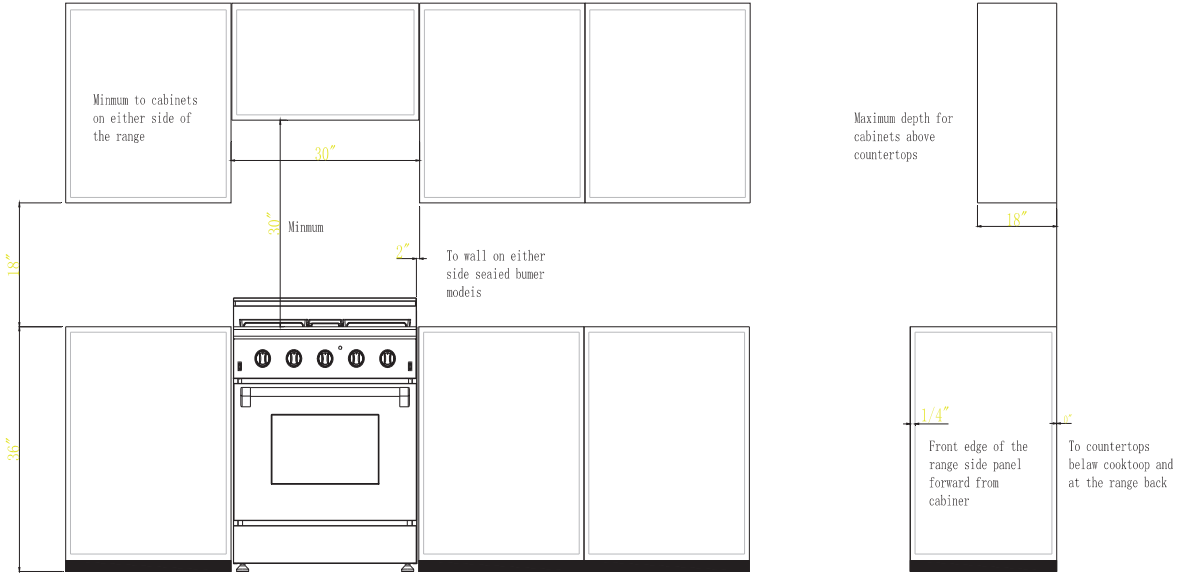 Minmum to cabinets
on either side of
the range
30"
30"
Minmum
18"
2"
To wall on either
side seaied bumer
modeis
36"
Maximum depth for
cabinets above
countertops
18"
1/4"
0"
Front edge of the
range side panel
forward from
cabiner
To countertops
belaw cooktoop and
at the range back